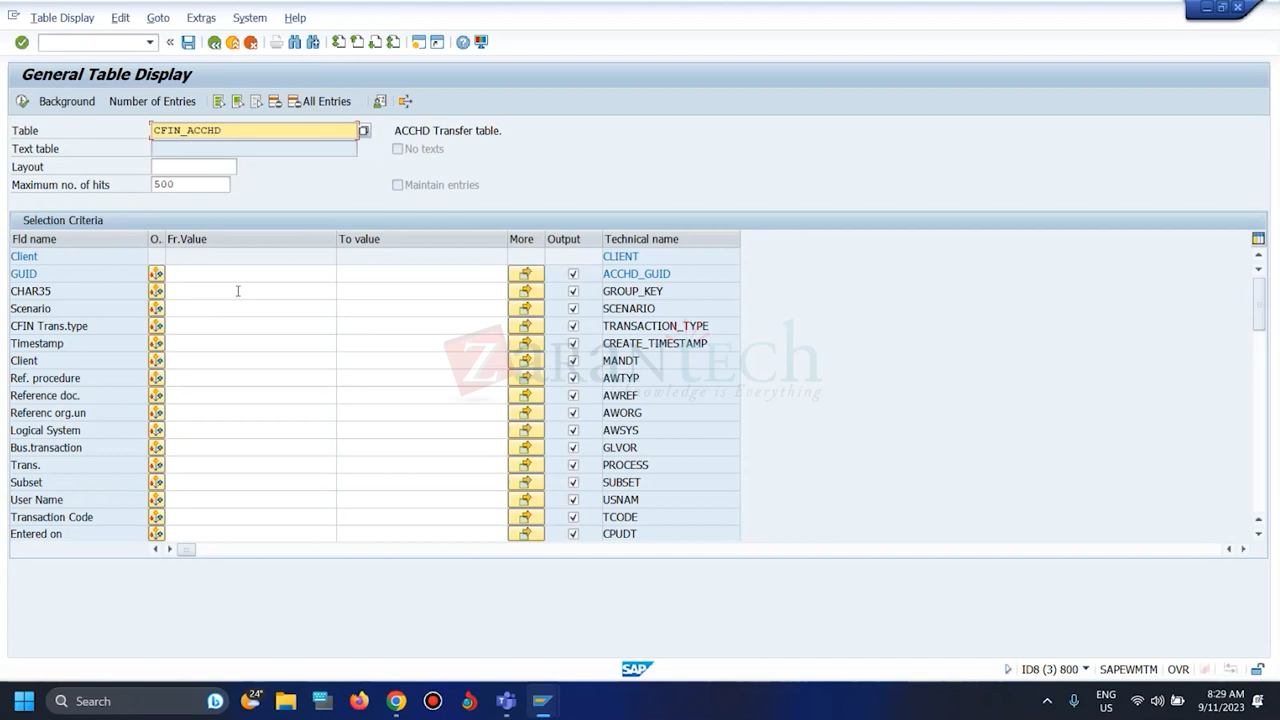 Table Display Edit Goto Extras System Help
General Table Display
Background Number of Entries All Entries
Table CFIN_ACCHD ACCHD Transfer table.
Text table No texts
Layout
Maximum no. of hits 500 Maintain entries
Selection Criteria
Fld name O. Fr.Value To value More Output Technical name
Client CLIENT
GUID ACCHD_GUID
CHAR35 GROUP_KEY
Scenario SCENARIO
CFIN Trans.type TRANSACTION_TYPE
Timestamp CREATE_TIMESTAMP
Client MANDT
Ref. procedure AWTYP
Reference doc. AWREF
Referenc org.un AWORG
Logical System AWSYS
Bus.transaction GLVOR
Trans. PROCESS
Subset SUBSET
User Name USNAM
Transaction Code TCODE
Entered on CPUDT
zarantech
Knowledge is Everything
SAP ID8 (3) 800 SAPEWMTM OVR
Search 24° ENG US 8:29 AM 9/11/2023